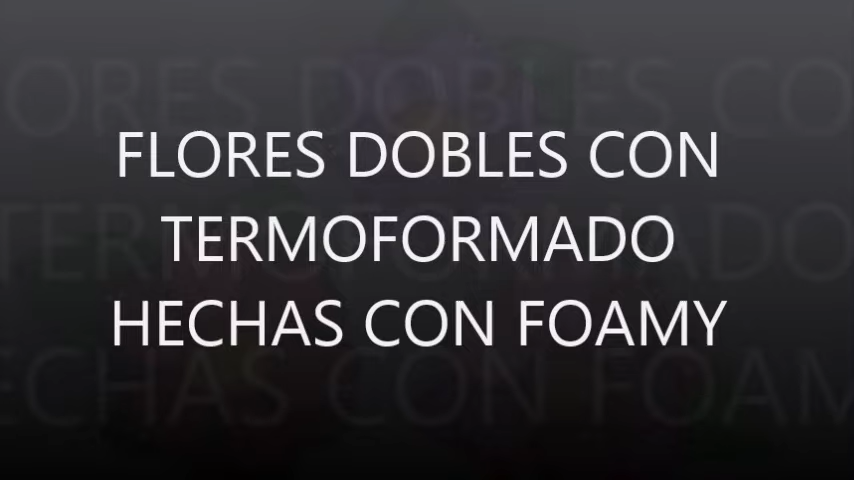 FLORES DOBLES CON
TERMOFORMADO
HECHAS CON FOAMY